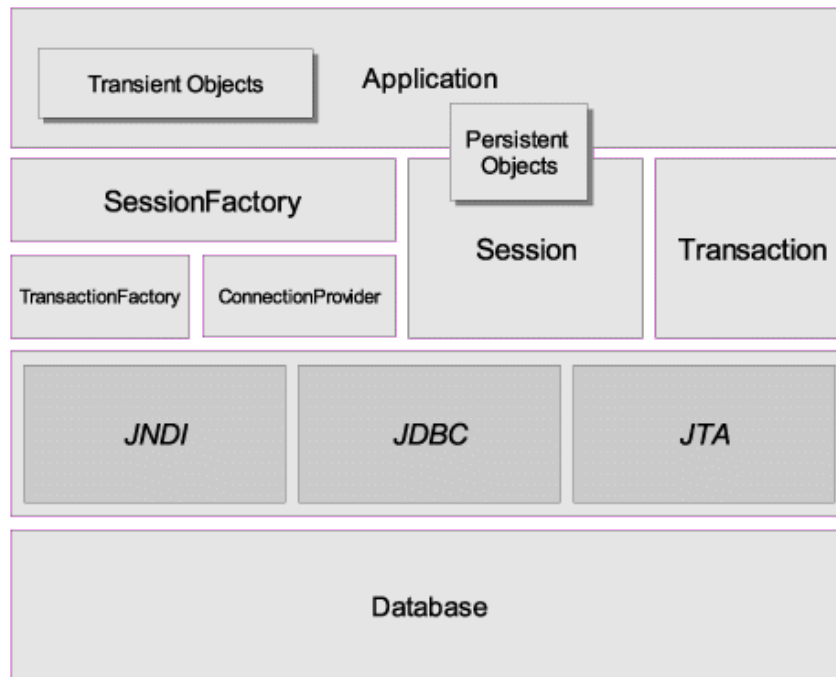 Transient Objects
Application
Persistent
Objects
SessionFactory
Session
Transaction
TransactionFactory
ConnectionProvider
JNDI
JDBC
JTA
Database